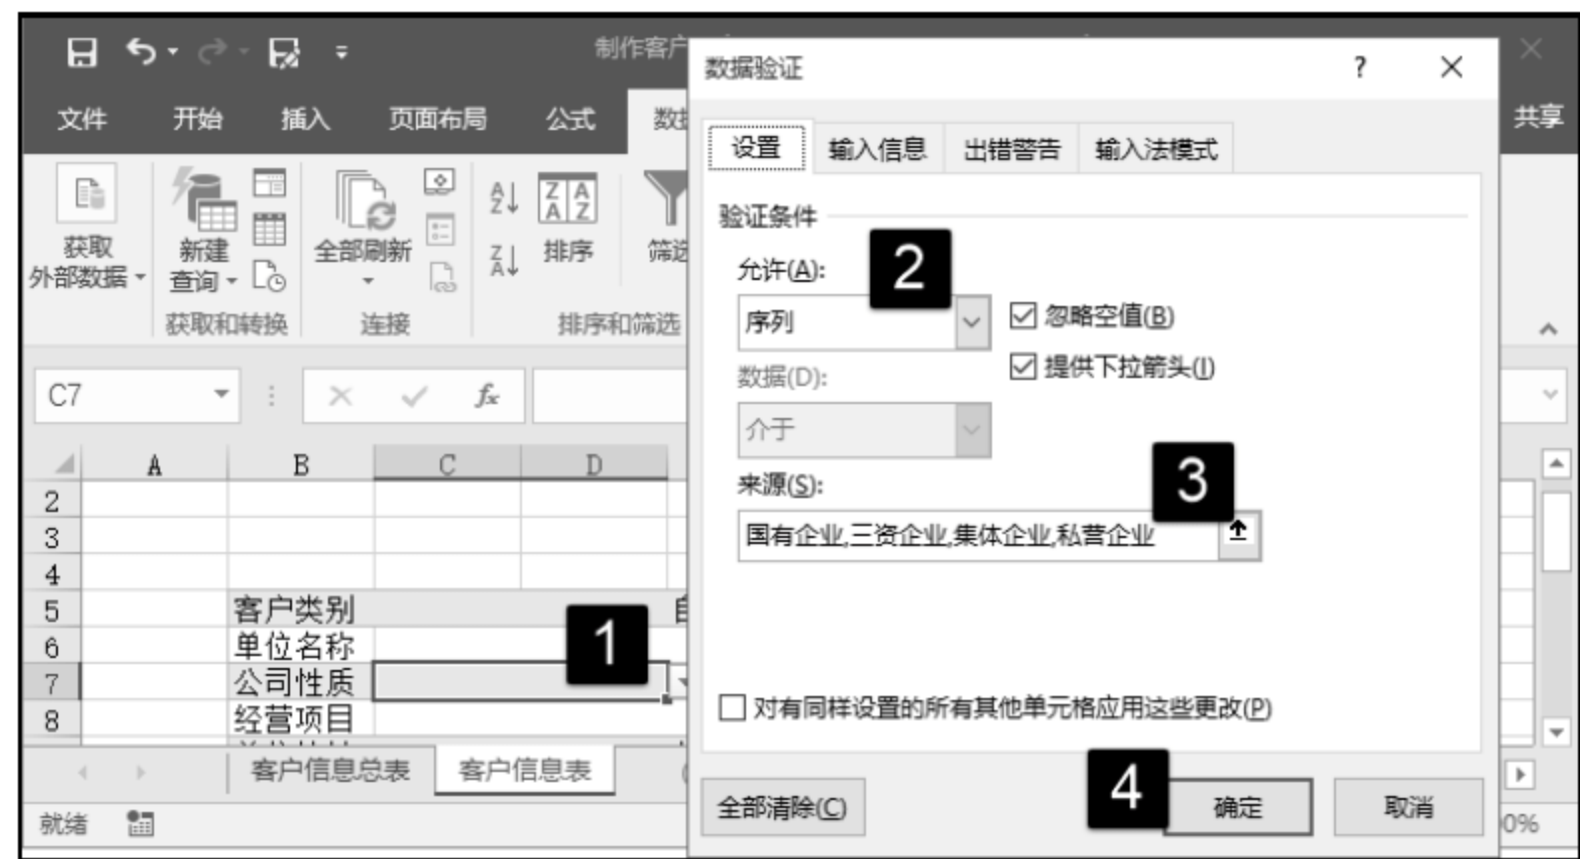 制作客户
文件 开始 插入 页面布局 公式 共享
获取
外部数据
新建
查询
全部刷新
排序
获取和转换 连接 排序和筛选
C7 fx
A B C D
2
3
4
5 客户类别
6 单位名称
7 公司性质
8 经营项目
1
客户信息总表 客户信息表
就绪
0%
数据验证 ?
设置 输入信息 出错警告 输入法模式
验证条件
允许(A):
2
序列 忽略空值(B)
提供下拉箭头(I)
数据(D):
介于
来源(S):
3
国有企业,三资企业,集体企业,私营企业
对有同样设置的所有其他单元格应用这些更改(P)
4
全部清除(C) 确定 取消